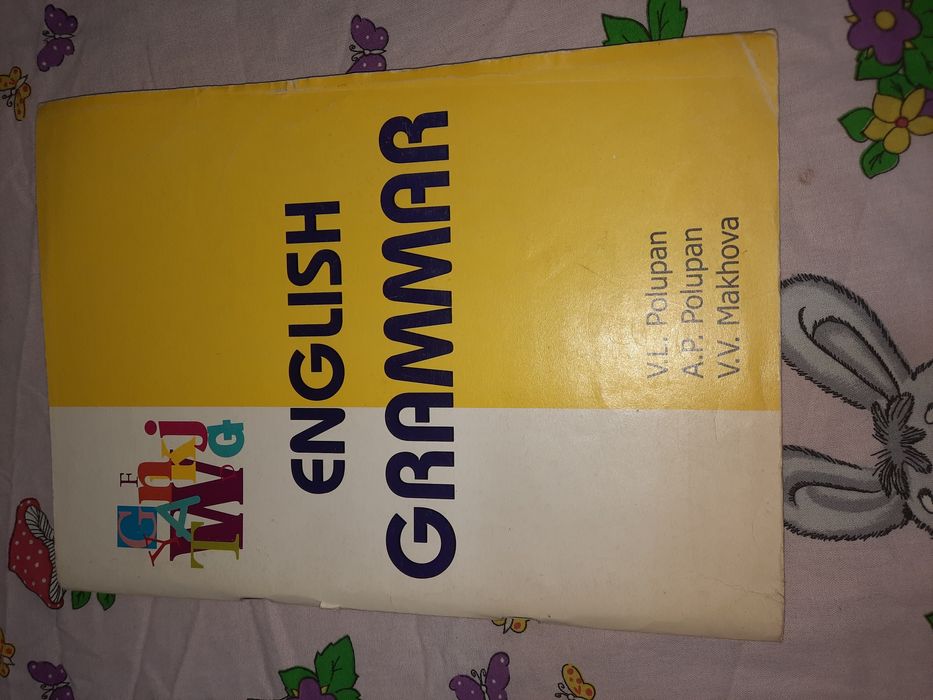 ENGLISH
GRAMMAR
V.L. Polupan
A.P. Polupan
V.V. Makhova